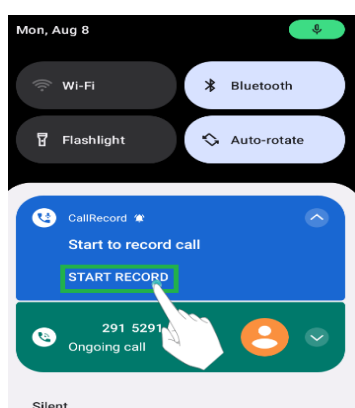 Mon, Aug 8
Wi-Fi
Bluetooth
Flashlight
Auto-rotate
CallRecord
Start to record call
START RECORD
291 5291
Ongoing call
Silent